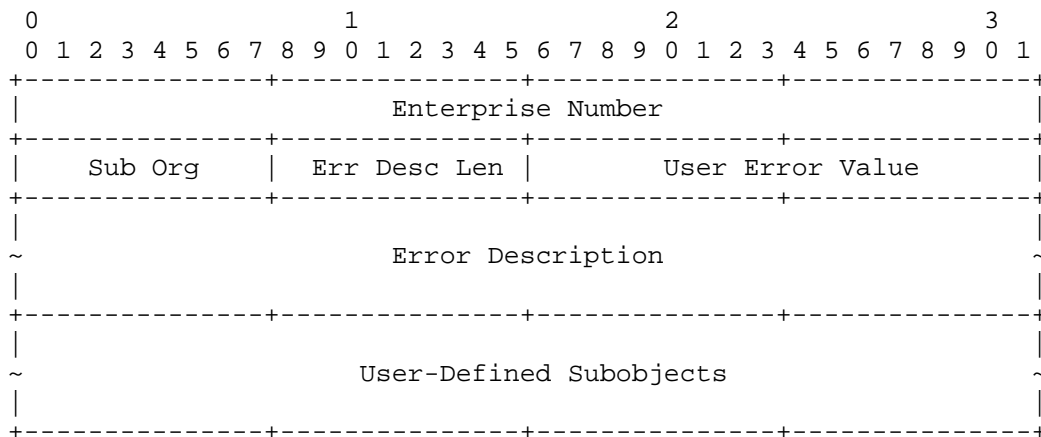 0                   1                   2                   3
 0 1 2 3 4 5 6 7 8 9 0 1 2 3 4 5 6 7 8 9 0 1 2 3 4 5 6 7 8 9 0 1
+---------------+---------------+---------------+---------------+
|                       Enterprise Number                       |
+---------------+---------------+---------------+---------------+
|    Sub Org    |  Err Desc Len |        User Error Value       |
+---------------+---------------+---------------+---------------+
|                                                               |
~                       Error Description                       ~
|                                                               |
+---------------+---------------+---------------+---------------+
|                                                               |
~                     User-Defined Subobjects                   ~
|                                                               |
+---------------+---------------+---------------+---------------+